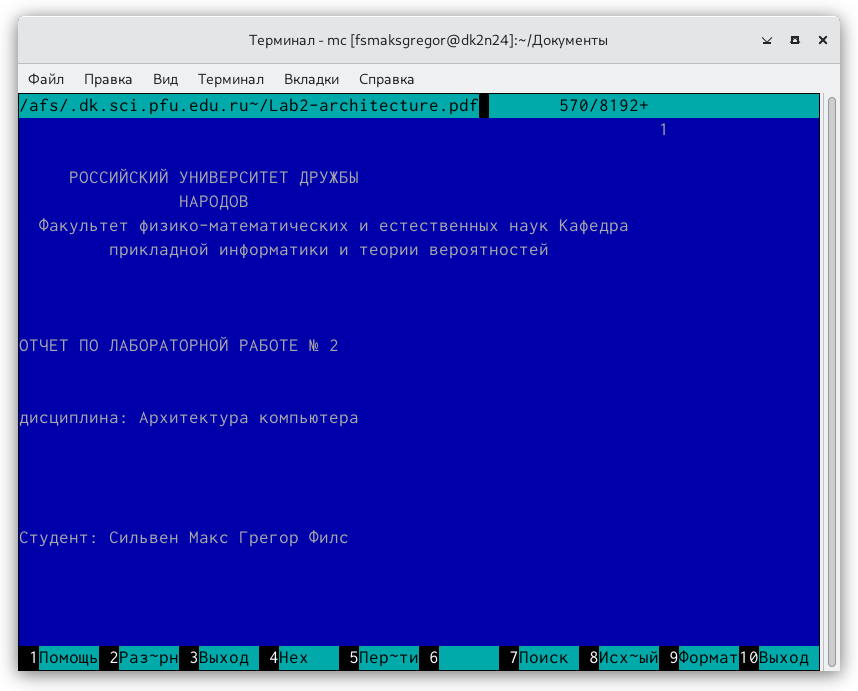 Терминал - mc [fsmaksgregor@dk2n24]:~/Документы
Файл Правка Вид Терминал Вкладки Справка
/afs/.dk.sci.pfu.edu.ru~/Lab2-architecture.pdf 570/8192+
1
РОССИЙСКИЙ УНИВЕРСИТЕТ ДРУЖБЫ
НАРОДОВ
Факультет физико-математических и естественных наук Кафедра
прикладной информатики и теории вероятностей
ОТЧЕТ ПО ЛАБОРАТОРНОЙ РАБОТЕ № 2
дисциплина: Архитектура компьютера
Студент: Сильвен Макс Грегор Филс
1Помощь 2Раз~рн 3Выход 4Hex 5Пер~ти 6 7Поиск 8Исх~ый 9Формат 10Выход